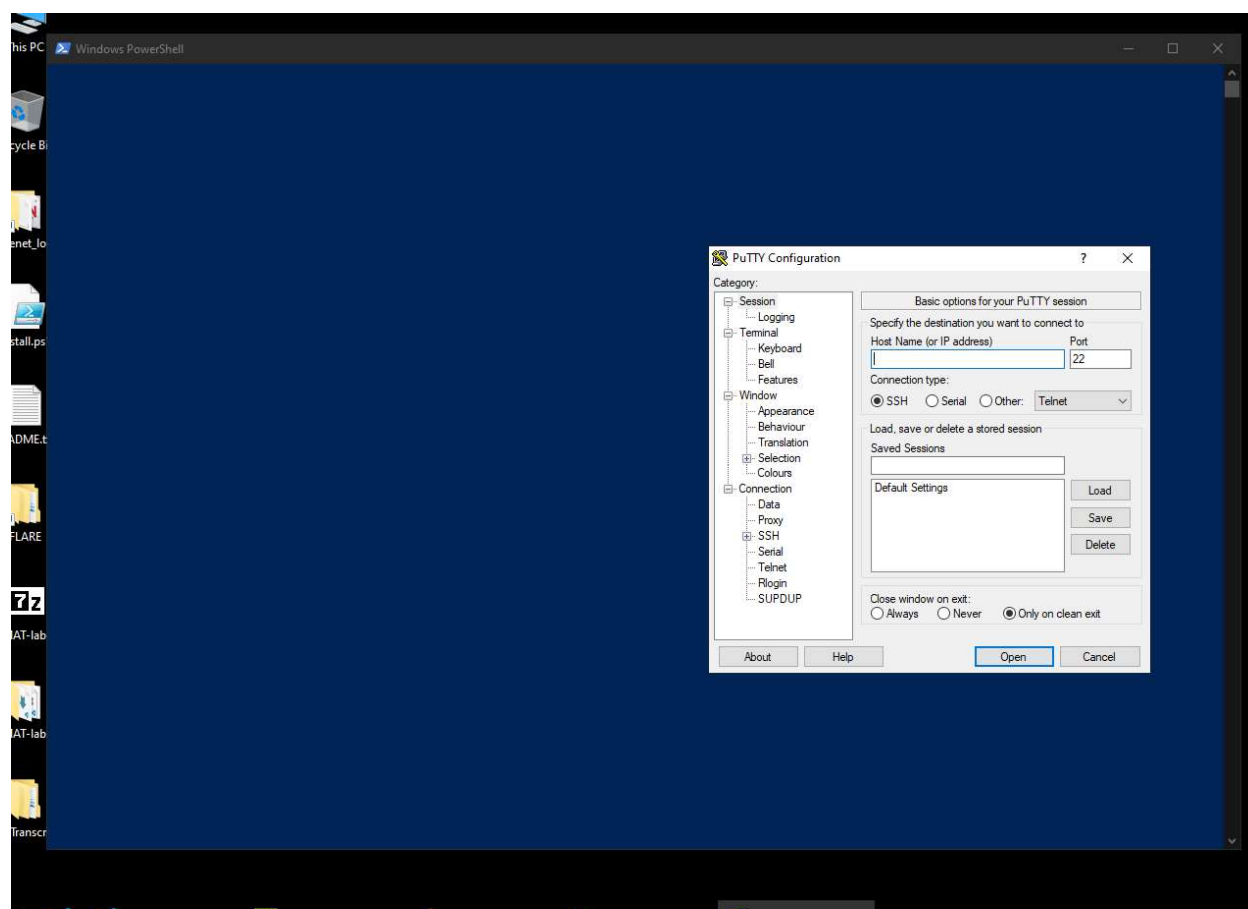 his PC
Windows PowerShell
cycle Bi
enet_lo
stall.ps
ADME.t
FLARE
7z
AT-lab
AT-lab
Transcr
PuTTY Configuration
?
Category:
Session
Logging
Terminal
Keyboard
Bell
Features
Window
Appearance
Behaviour
Translation
Selection
Colours
Connection
Data
Proxy
SSH
Serial
Telnet
Rlogin
SUPDUP
Basic options for your PuTTY session
Specify the destination you want to connect to
Host Name (or IP address) Port
22
Connection type:
SSH Serial Other: Telnet
Load, save or delete a stored session
Saved Sessions
Default Settings
Load
Save
Delete
Close window on exit:
Always Never Only on clean exit
About Help Open Cancel